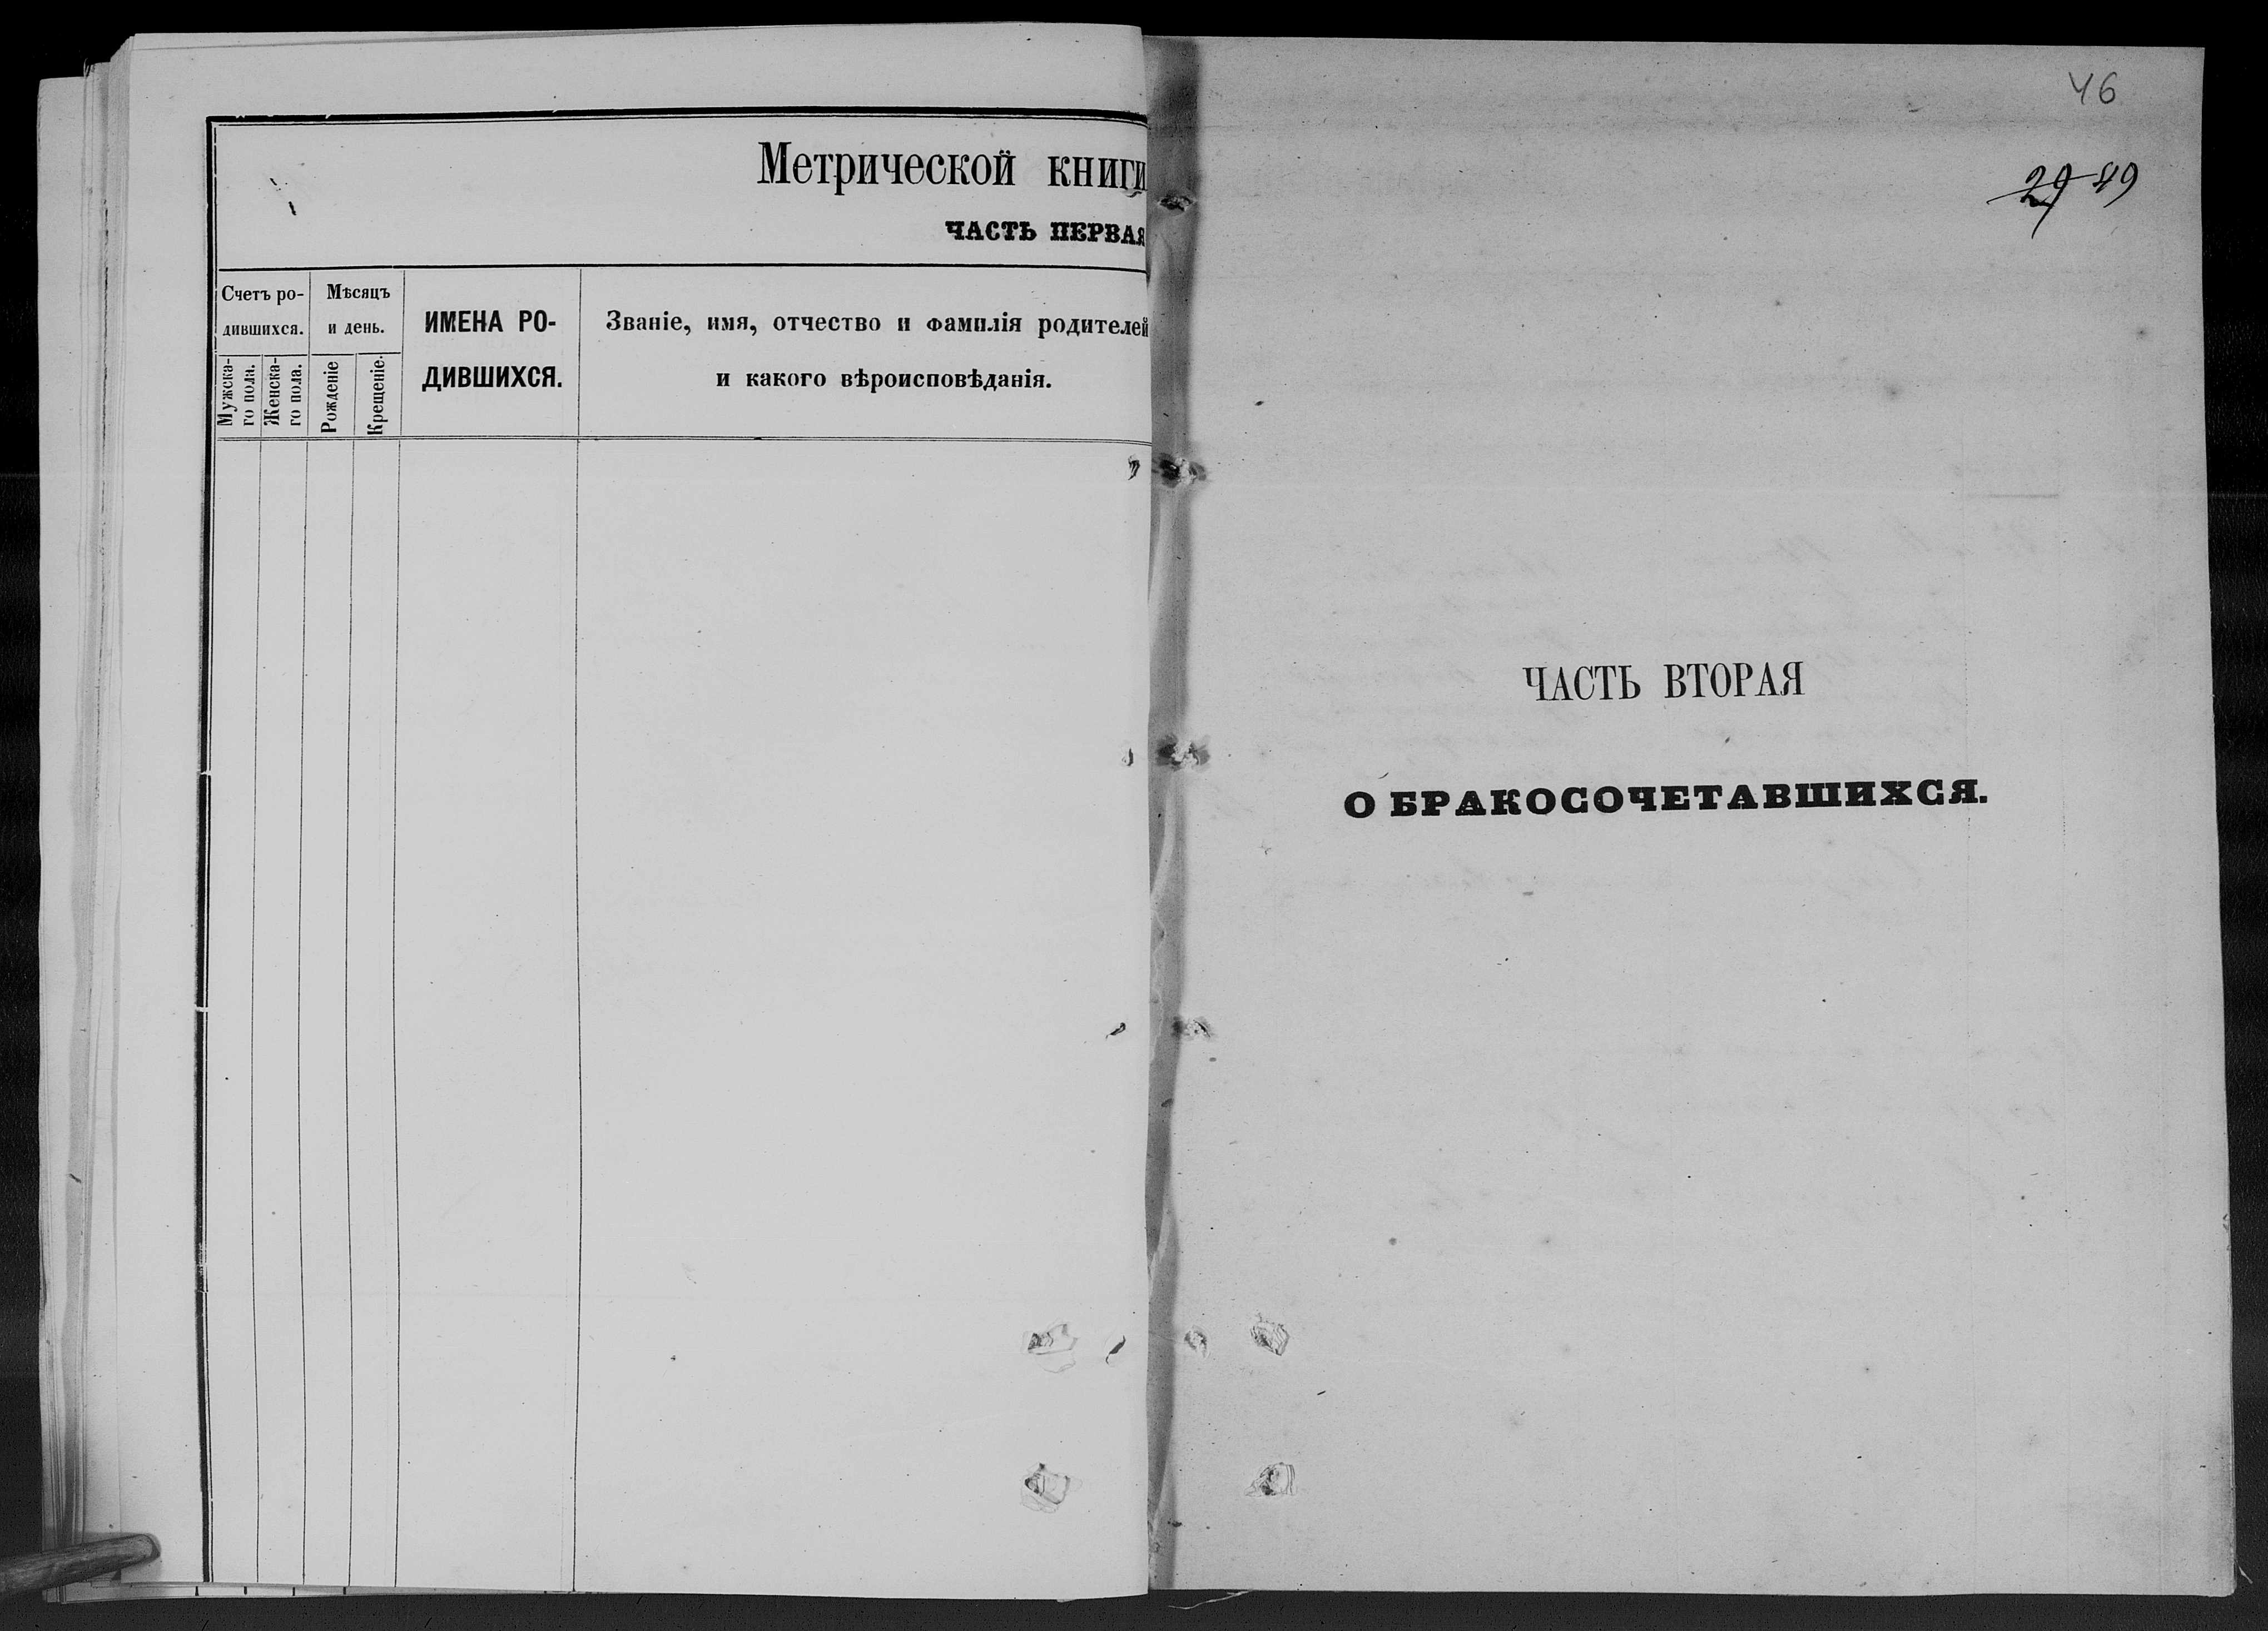 Метрической книги
ЧАСТЬ ПЕРВАЯ
Счетъ ро-
дившихся.
Мужска-
го пола.
Женска-
го пола.
Мѣсяцъ
и день.
Рожденіе
Крещеніе.
ИМЕНА РО-
ДИВШИХСЯ.
Званіе, имя, отчество и фамилія родителей
и какого вѣроисповѣданія.
46
29 49
ЧАСТЬ ВТОРАЯ
О БРАКОСОЧЕТАВШИХСЯ.